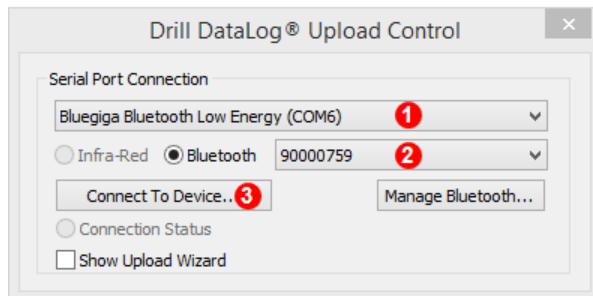 Drill DataLog® Upload Control
Serial Port Connection
Bluegiga Bluetooth Low Energy (COM6) 1
Infra-Red Bluetooth 90000759 2
Connect To Device.. 3 Manage Bluetooth...
Connection Status
Show Upload Wizard